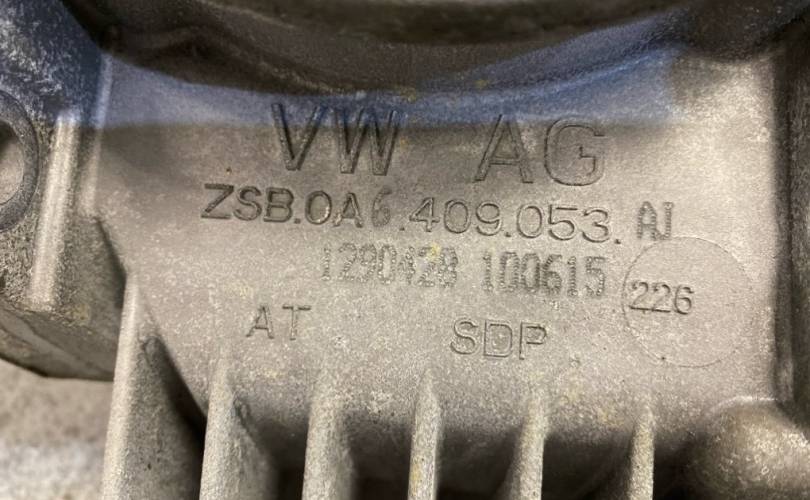 VW AG
ZSB.0A6.409.053.AJ
1290428 100615
226
AT SDP